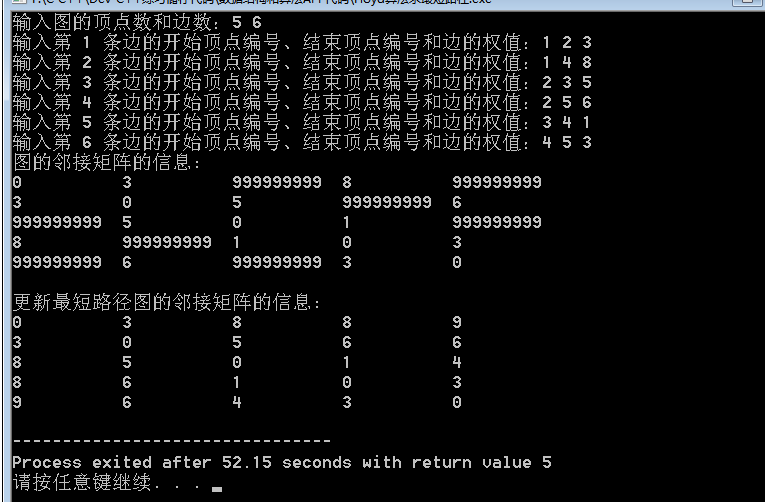 输入图的顶点数和边数：5 6
输入第 1 条边的开始顶点编号、结束顶点编号和边的权值：1 2 3
输入第 2 条边的开始顶点编号、结束顶点编号和边的权值：1 4 8
输入第 3 条边的开始顶点编号、结束顶点编号和边的权值：2 3 5
输入第 4 条边的开始顶点编号、结束顶点编号和边的权值：2 5 6
输入第 5 条边的开始顶点编号、结束顶点编号和边的权值：3 4 1
输入第 6 条边的开始顶点编号、结束顶点编号和边的权值：4 5 3
图的邻接矩阵的信息：
0 3 999999999 8 999999999
3 0 5 999999999 6
999999999 5 0 1 999999999
8 999999999 1 0 3
999999999 6 999999999 3 0
更新最短路径图的邻接矩阵的信息：
0 3 8 8 9
3 0 5 6 6
8 5 0 1 4
8 6 1 0 3
9 6 4 3 0
--------------------------------
Process exited after 52.15 seconds with return value 5
请按任意键继续. . .